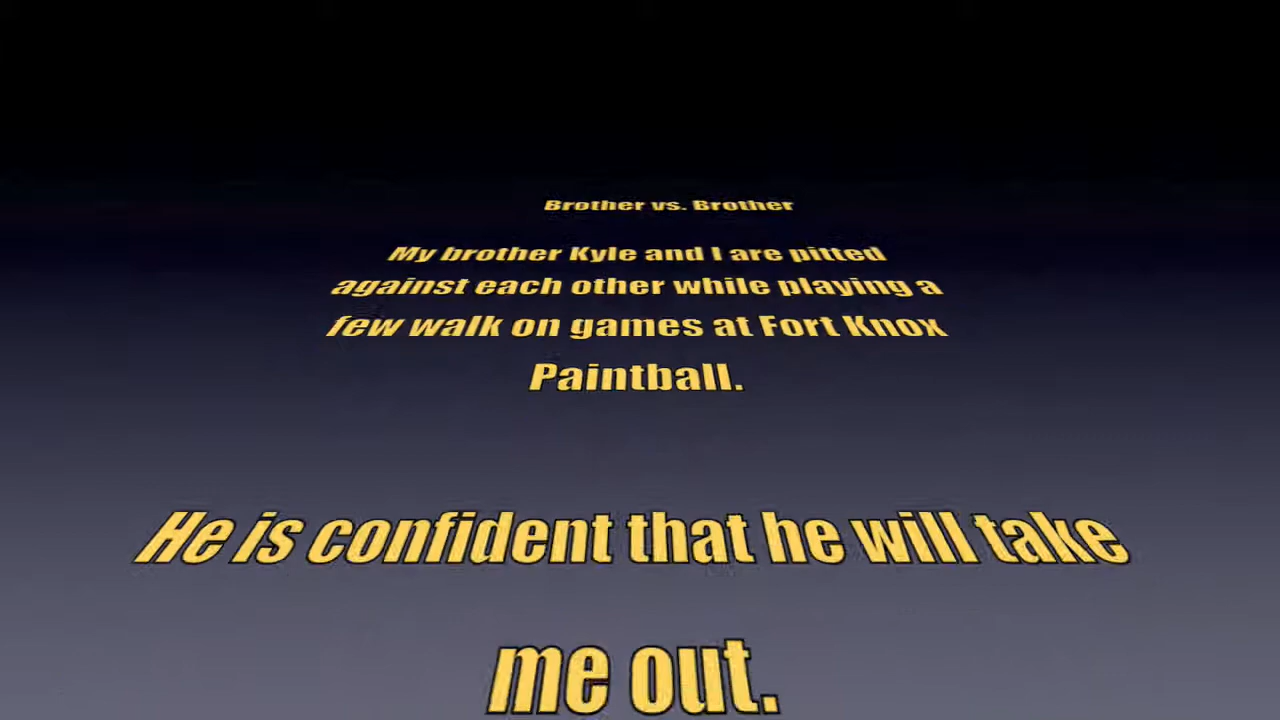 Brother vs. Brother
My brother Kyle and I are pitted
against each other while playing a
few walk on games at Fort Knox
Paintball.
He is confident that he will take
me out.